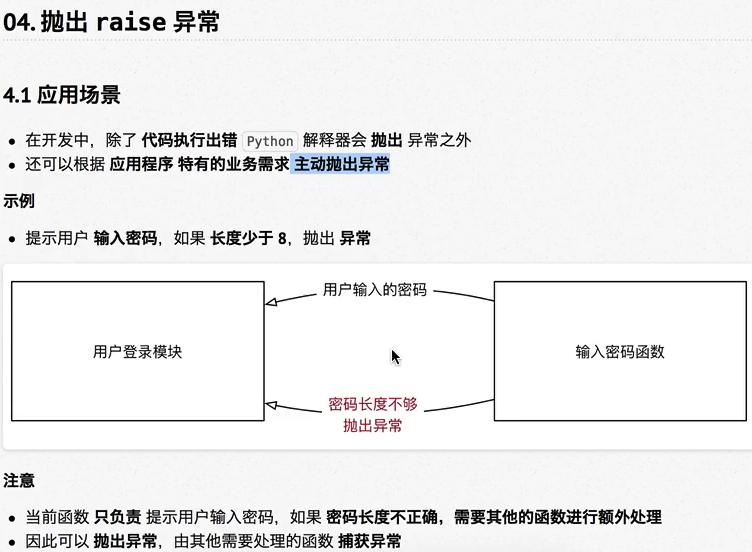 04. 抛出 raise 异常
4.1 应用场景
• 在开发中，除了 代码执行出错 Python 解释器会 抛出 异常之外
• 还可以根据 应用程序 特有的业务需求 主动抛出异常
示例
• 提示用户 输入密码，如果 长度少于 8，抛出 异常
用户输入的密码
用户登录模块
输入密码函数
密码长度不够
抛出异常
注意
• 当前函数 只负责 提示用户输入密码，如果 密码长度不正确，需要其他的函数进行额外处理
• 因此可以 抛出异常，由其他需要处理的函数 捕获异常